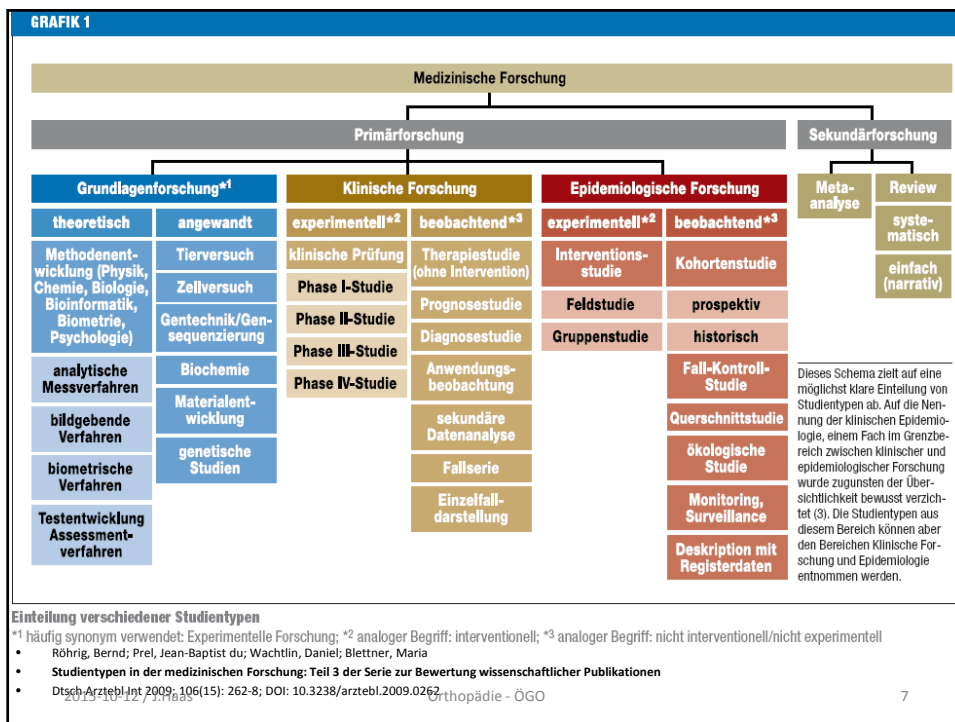 GRAFIK 1
Medizinische Forschung
Primärforschung
Sekundärforschung
Grundlagenforschung*1
Klinische Forschung
Epidemiologische Forschung
Meta-
analyse
Review
syste-
matisch
einfach
(narrativ)
theoretisch
Methodenent-
wicklung (Physik,
Chemie, Biologie,
Bioinformatik,
Biometrie,
Psychologie)
analytische
Messverfahren
bildgebende
Verfahren
biometrische
Verfahren
Testentwicklung
Assessment-
verfahren
angewandt
Tierversuch
Zellversuch
Gentechnik/Gen-
sequenzierung
Biochemie
Materialent-
wicklung
genetische
Studien
experimentell*2
klinische Prüfung
Phase I-Studie
Phase II-Studie
Phase III-Studie
Phase IV-Studie
beobachtend*3
Therapiestudie
(ohne Intervention)
Prognosestudie
Diagnosestudie
Anwendungs-
beobachtung
sekundäre
Datenanalyse
Fallserie
Einzelfall-
darstellung
experimentell*2
Interventions-
studie
Feldstudie
Gruppenstudie
beobachtend*3
Kohortenstudie
prospektiv
historisch
Fall-Kontroll-
Studie
Querschnittstudie
ökologische
Studie
Monitoring,
Surveillance
Deskription mit
Registerdaten
Dieses Schema zielt auf eine
möglichst klare Einteilung von
Studientypen ab. Auf die Nen-
nung der klinischen Epidemio-
logie, einem Fach im Grenzbe-
reich zwischen klinischer und
epidemiologischer Forschung
wurde zugunsten der Über-
sichtlichkeit bewusst verzich-
tet (3). Die Studientypen aus
diesem Bereich können aber
den Bereichen Klinische For-
schung und Epidemiologie
entnommen werden.
Einteilung verschiedener Studientypen
*1 häufig synonym verwendet: Experimentelle Forschung; *2 analoger Begriff: interventionell; *3 analoger Begriff: nicht interventionell/nicht experimentell
• Röhrig, Bernd; Prel, Jean-Baptist du; Wachtlin, Daniel; Blettner, Maria
• Studientypen in der medizinischen Forschung: Teil 3 der Serie zur Bewertung wissenschaftlicher Publikationen
• Dtsch Arztebl Int 2009; 106(15): 262-8; DOI: 10.3238/arztebl.2009.0262
2015-10-12 / J.Haas
Orthopädie - ÖGO
7